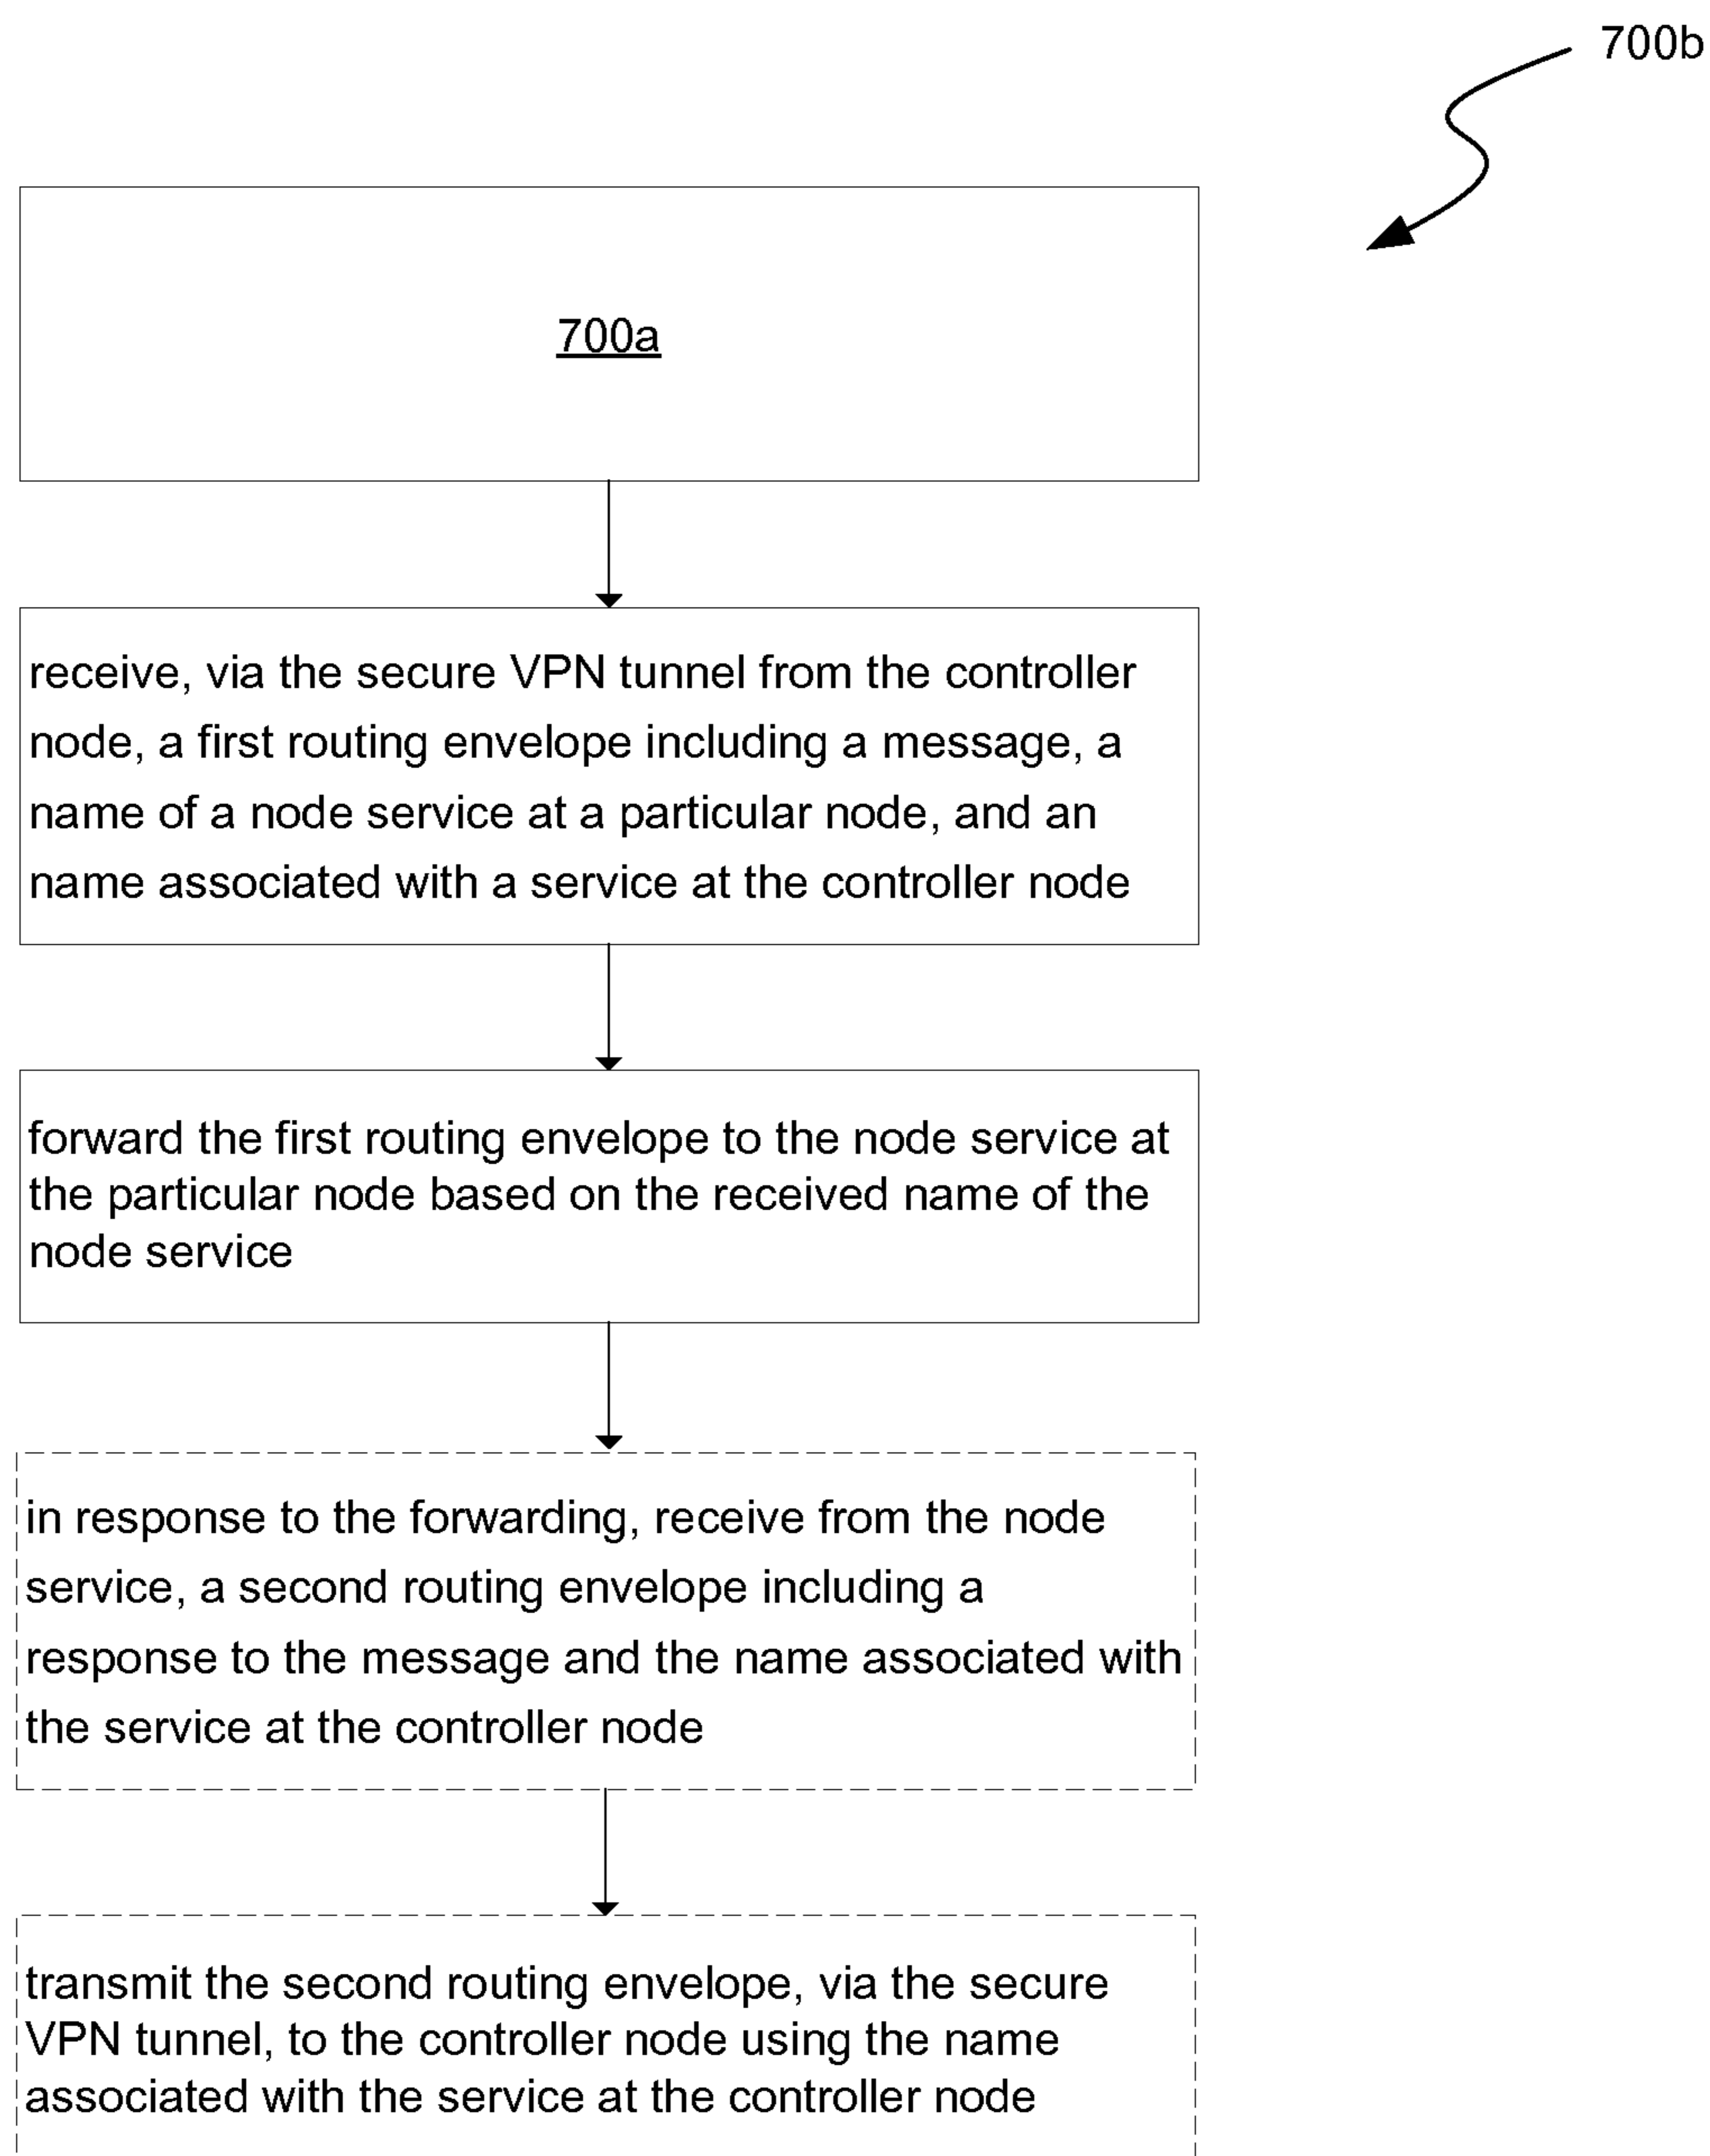 700b
700a
receive, via the secure VPN tunnel from the controller
node, a first routing envelope including a message, a
name of a node service at a particular node, and an
name associated with a service at the controller node
forward the first routing envelope to the node service at
the particular node based on the received name of the
node service
in response to the forwarding, receive from the node
service, a second routing envelope including a
response to the message and the name associated with
the service at the controller node
transmit the second routing envelope, via the secure
VPN tunnel, to the controller node using the name
associated with the service at the controller node